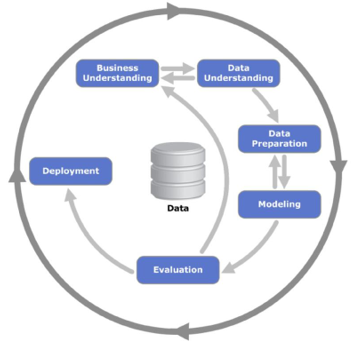 Business
Understanding
Data
Understanding
Data
Preparation
Modeling
Evaluation
Deployment
Data